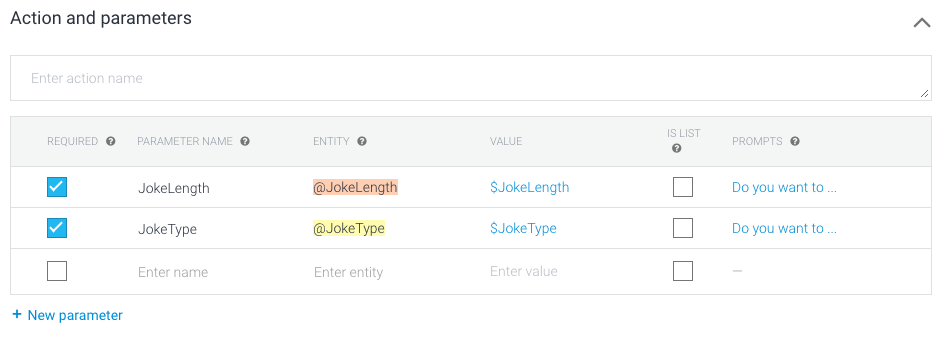 Action and parameters
Enter action name
REQUIRED PARAMETER NAME ENTITY VALUE IS LIST PROMPTS
JokeLength @JokeLength $JokeLength Do you want to ...
JokeType @JokeType $JokeType Do you want to ...
Enter name Enter entity Enter value —
+ New parameter